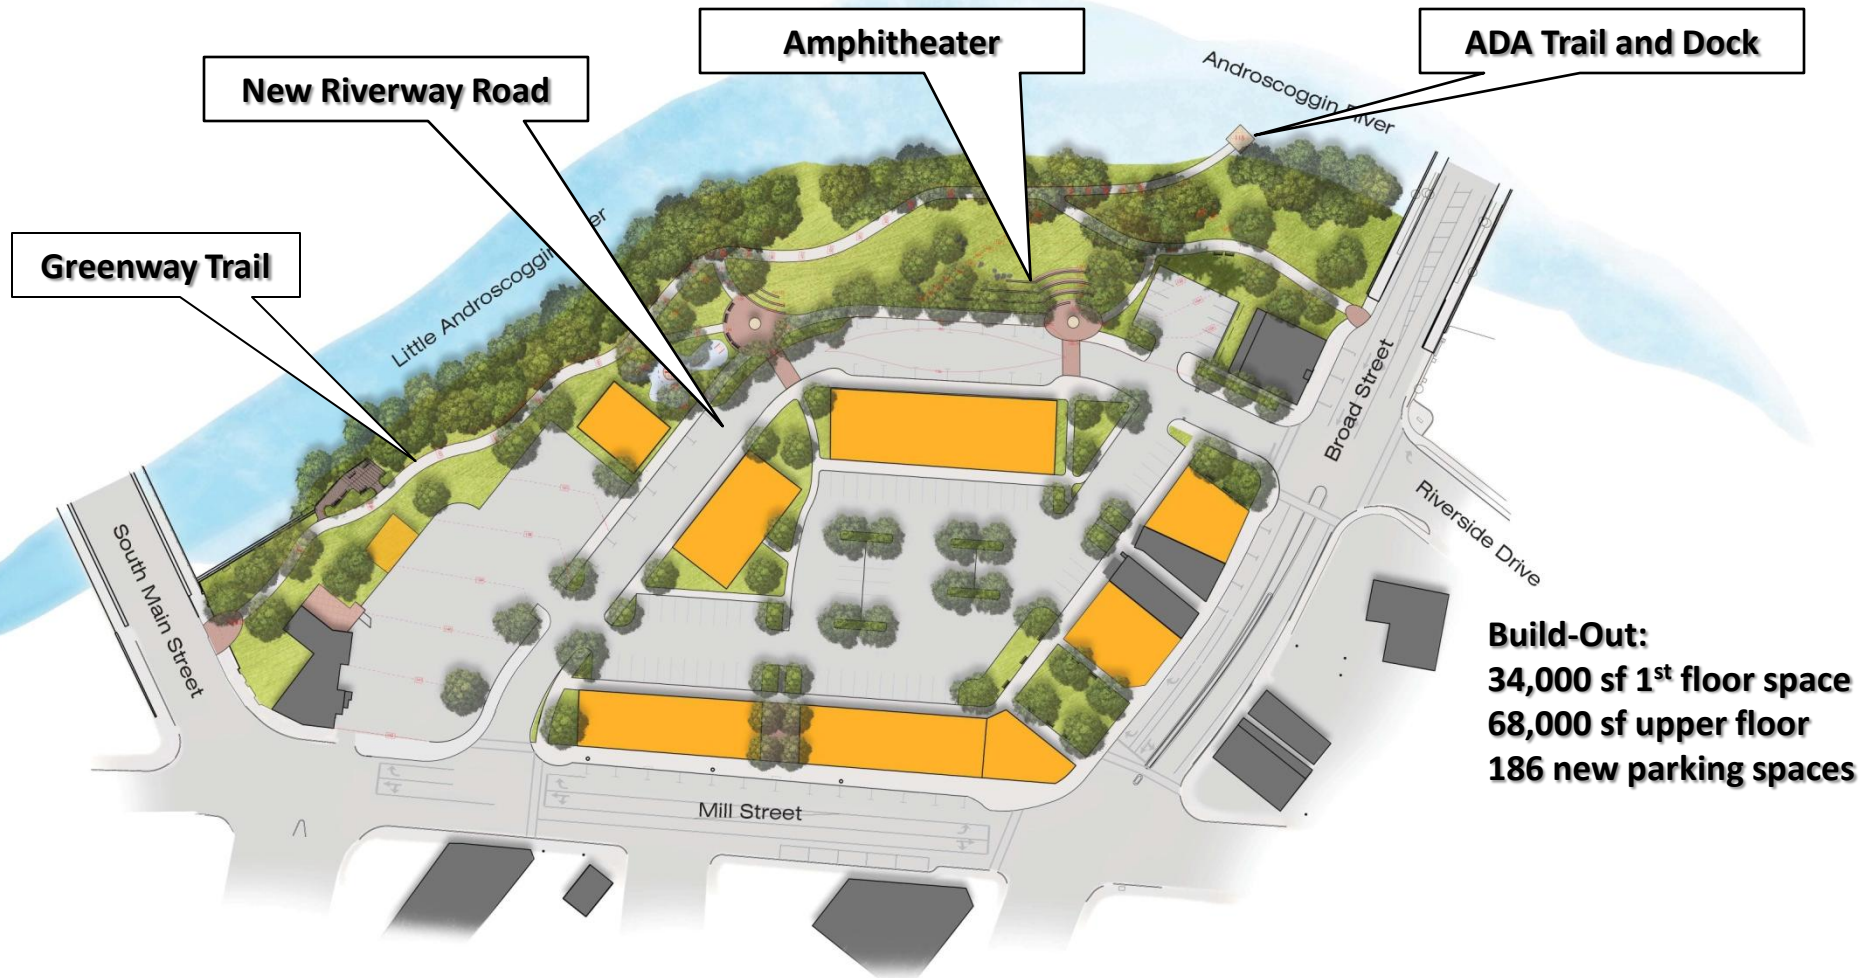 Amphitheater
ADA Trail and Dock
New Riverway Road
Androscoggin River
Greenway Trail
Little Androscoggin River
Broad Street
Riverside Drive
South Main Street
Build-Out:
34,000 sf 1st floor space
68,000 sf upper floor
186 new parking spaces
Mill Street